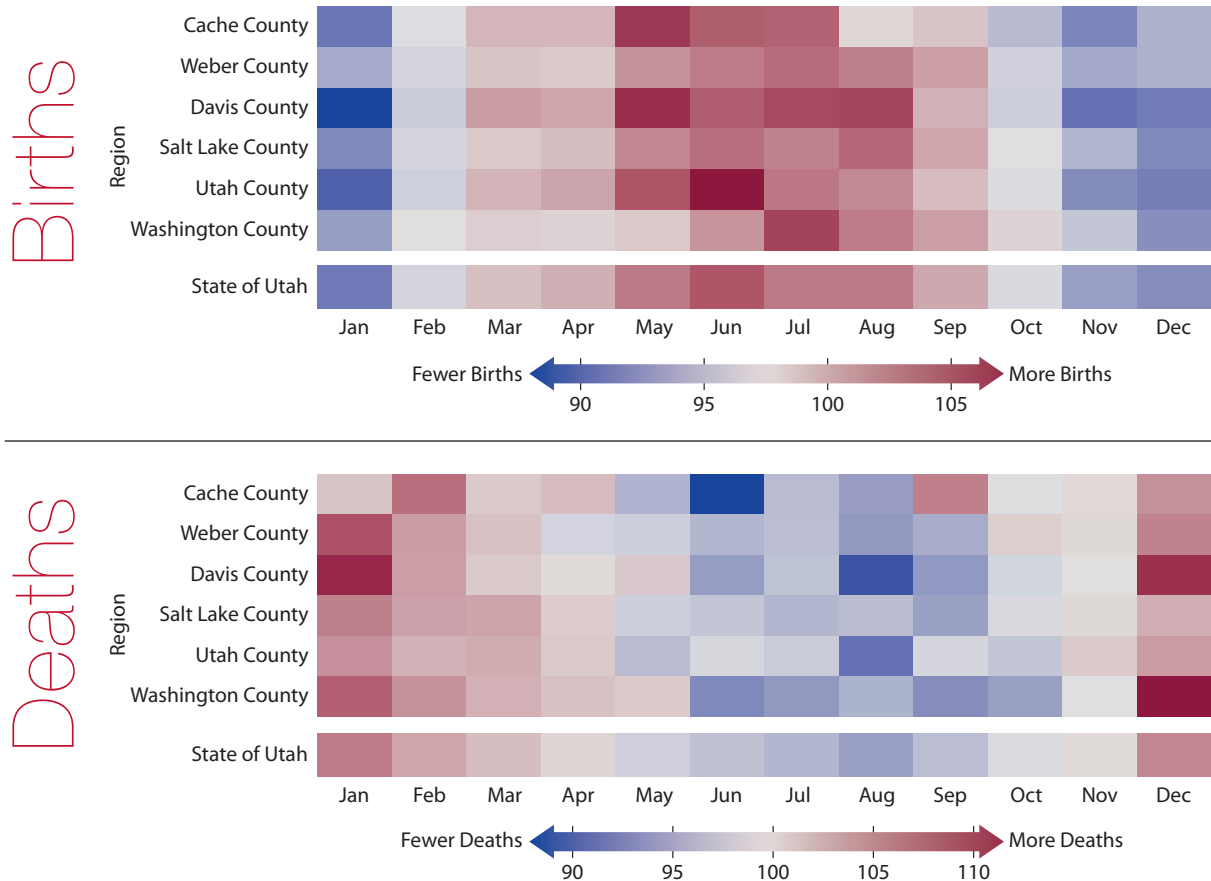 Births
Region
Cache County
Weber County
Davis County
Salt Lake County
Utah County
Washington County
State of Utah
Jan Feb Mar Apr May Jun Jul Aug Sep Oct Nov Dec
Fewer Births More Births
90 95 100 105
Deaths
Region
Cache County
Weber County
Davis County
Salt Lake County
Utah County
Washington County
State of Utah
Jan Feb Mar Apr May Jun Jul Aug Sep Oct Nov Dec
Fewer Deaths More Deaths
90 95 100 105 110